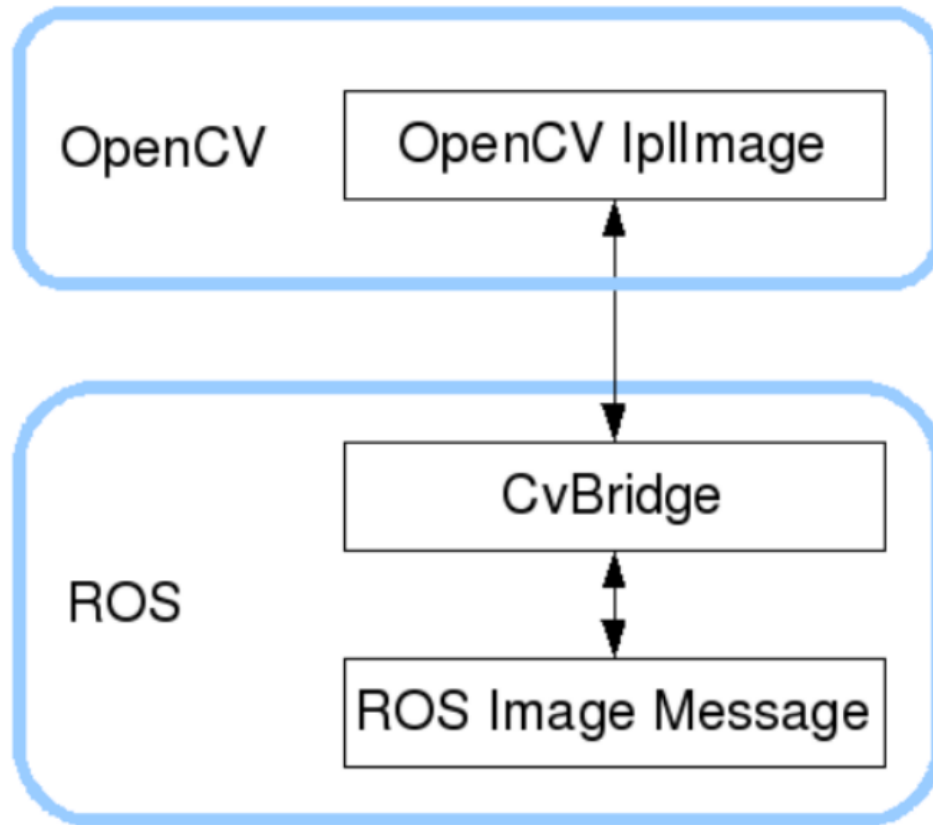 OpenCV
OpenCV IplImage
CvBridge
ROS
ROS Image Message